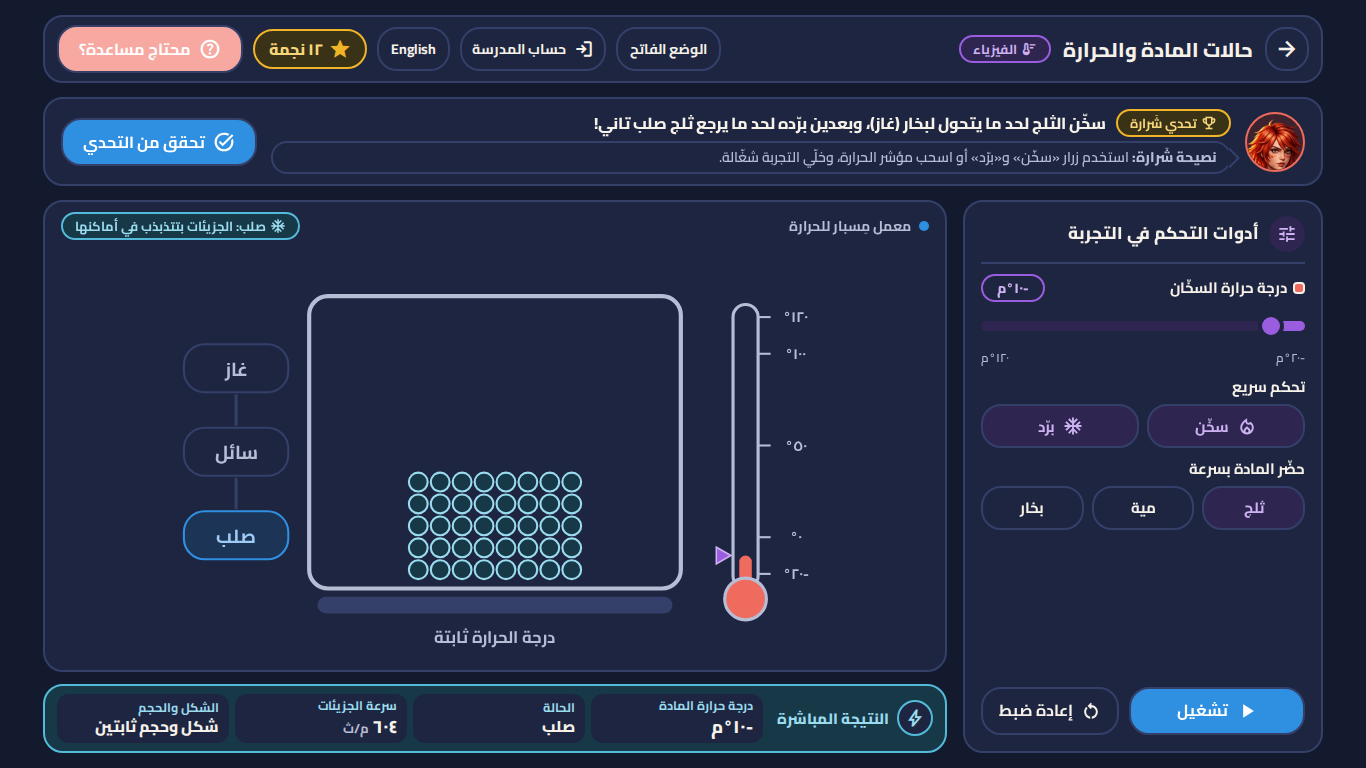 حالات المادة والحرارة
الفيزياء
الوضع الفاتح
حساب المدرسة
English
١٢ نجمة
محتاج مساعدة؟
تحدي شرارة
سخّن الثلج لحد ما يتحول لبخار (غاز)، وبعدين برّده لحد ما يرجع ثلج صلب تاني!
نصيحة شرارة: استخدم زرار «سخّن» و«برّد» أو اسحب مؤشر الحرارة، وخلّي التجربة شغّالة.
تحقق من التحدي
أدوات التحكم في التجربة
درجة حرارة السخّان
-١٠°م
-٢٠°م
١٢٠°م
تحكم سريع
سخّن
برّد
حضّر المادة بسرعة
ثلج
مية
بخار
تشغيل
إعادة ضبط
معمل مِسبار للحرارة
صلب: الجزيئات بتتذبذب في أماكنها
١٢٠°
١٠٠°
٥٠°
٠°
-٢٠°
غاز
سائل
صلب
درجة الحرارة ثابتة
النتيجة المباشرة
درجة حرارة المادة
-١٠°م
الحالة
صلب
سرعة الجزيئات
٦٠٤ م/ث
الشكل والحجم
شكل وحجم ثابتين